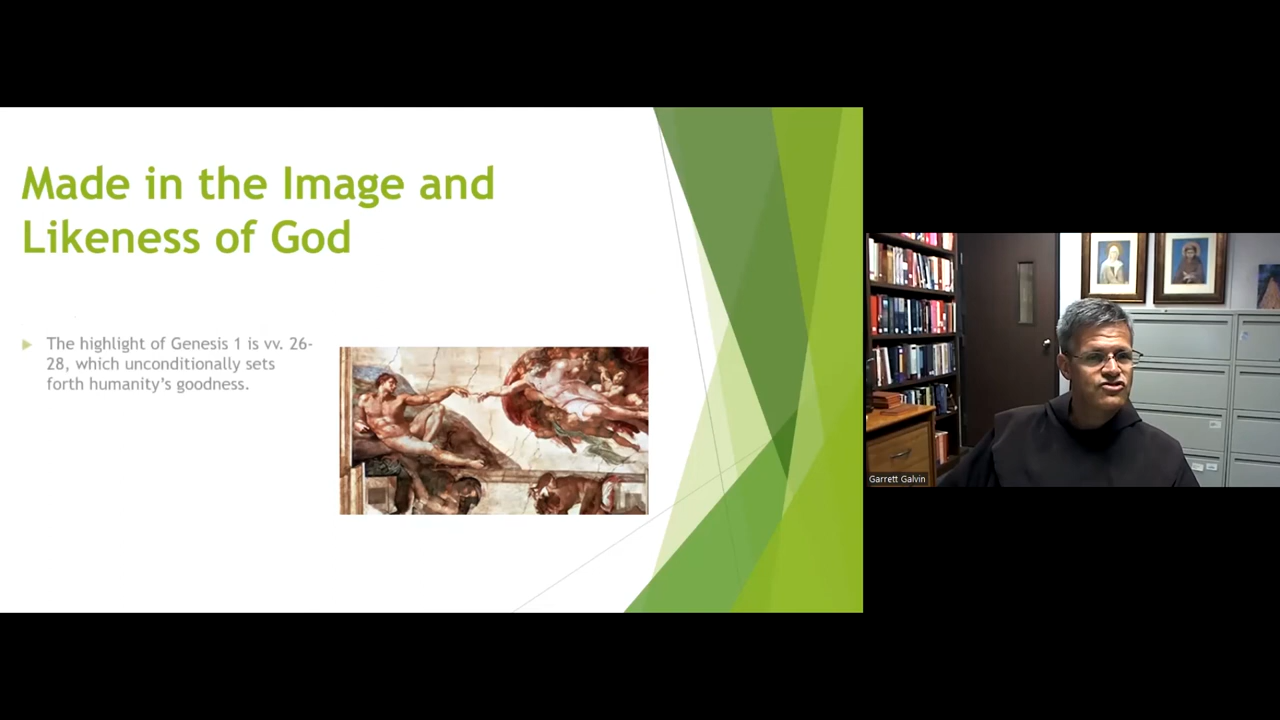 Made in the Image and
Likeness of God
The highlight of Genesis 1 is vv. 26-
28, which unconditionally sets
forth humanity's goodness.
Garrett Galvin